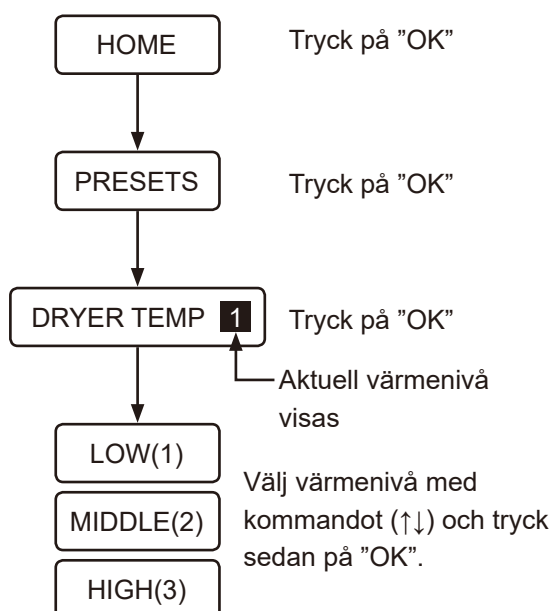 HOME
Tryck på ”OK”
PRESETS
Tryck på ”OK”
DRYER TEMP 1
Tryck på ”OK”
Aktuell värmenivå
visas
LOW(1)
MIDDLE(2)
HIGH(3)
Välj värmenivå med
kommandot (↑↓) och tryck
sedan på ”OK”.